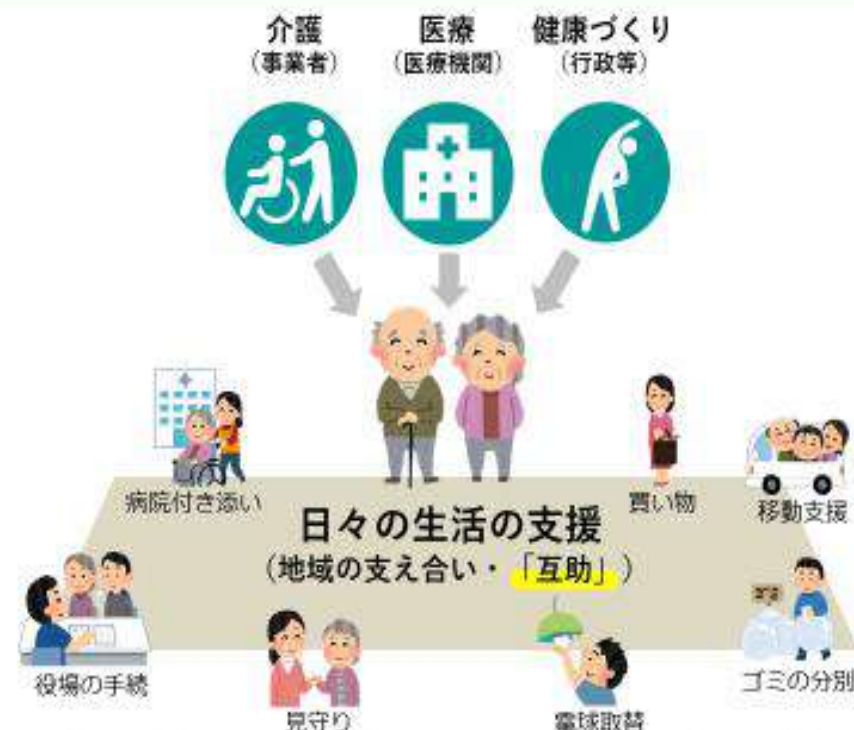 介護
(事業者)
医療
(医療機関)
健康づくり
(行政等)
病院付き添い
買い物
移動支援
日々の生活の支援
(地域の支え合い・「互助」)
役場の手続
見守り
電球取替
ゴミの分別